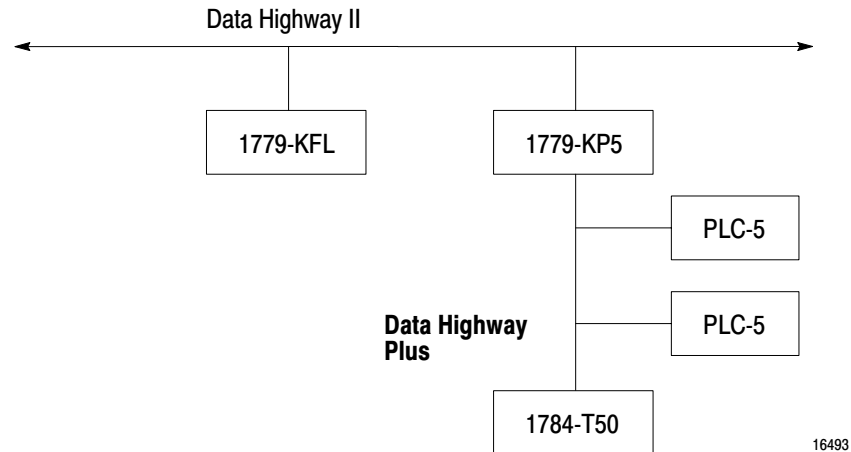 Data Highway II
1779-KFL
1779-KP5
PLC-5
PLC-5
Data Highway
Plus
1784-T50
16493